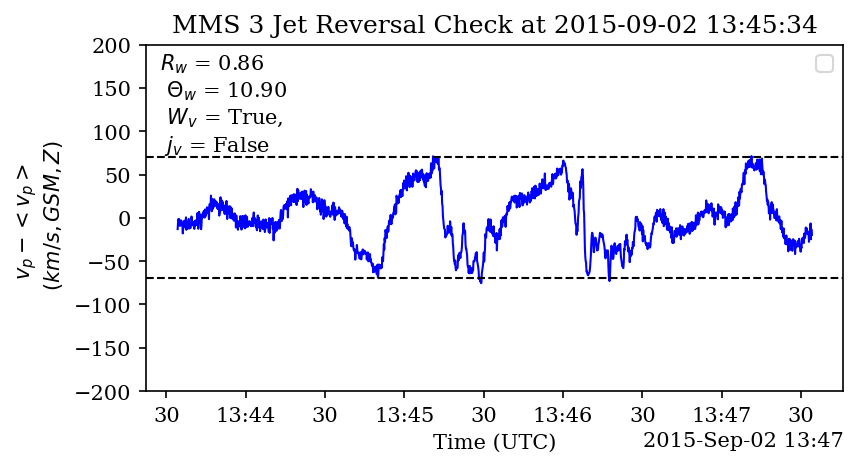 MMS 3 Jet Reversal Check at 2015-09-02 13:45:34
R_w = 0.86
Θ_w = 10.90
W_v = True,
j_v = False
v_p − < v_p >
(km/s, GSM, Z)
200
150
100
50
0
−50
−100
−150
−200
30 13:44 30 13:45 30 13:46 30 13:47 30
Time (UTC)
2015-Sep-02 13:47